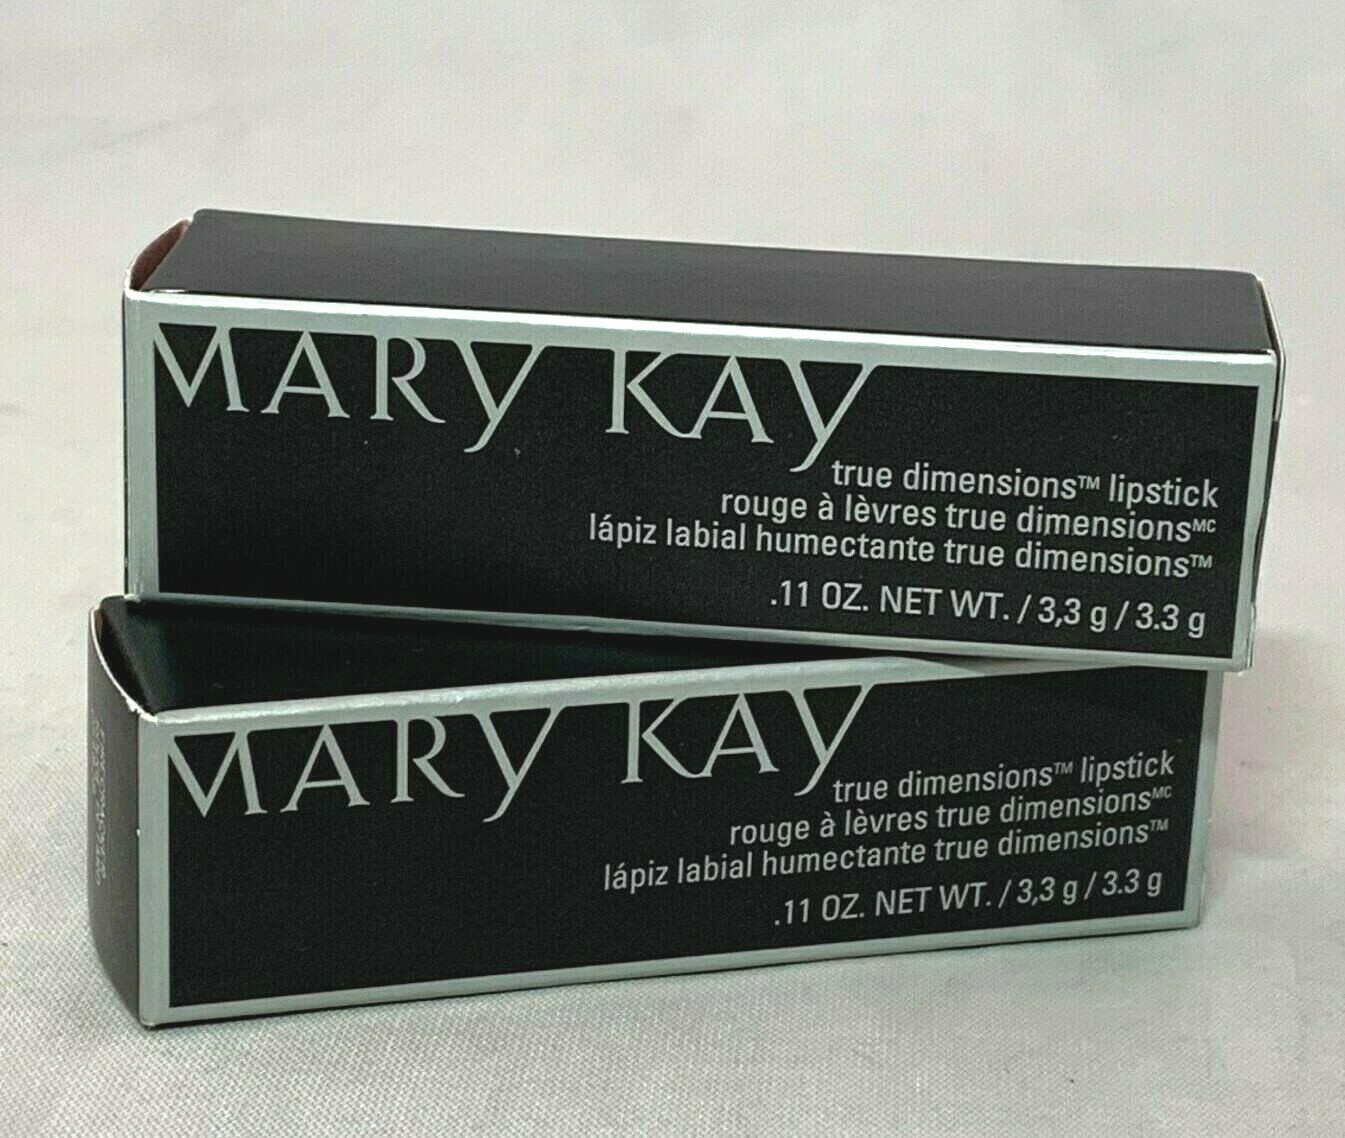 MARY KAY
true dimensions™ lipstick
rouge à lèvres true dimensionsᴹᶜ
lápiz labial humectante true dimensions™
.11 OZ. NET WT. / 3,3 g / 3.3 g
MARY KAY
true dimensions™ lipstick
rouge à lèvres true dimensionsᴹᶜ
lápiz labial humectante true dimensions™
.11 OZ. NET WT. / 3,3 g / 3.3 g